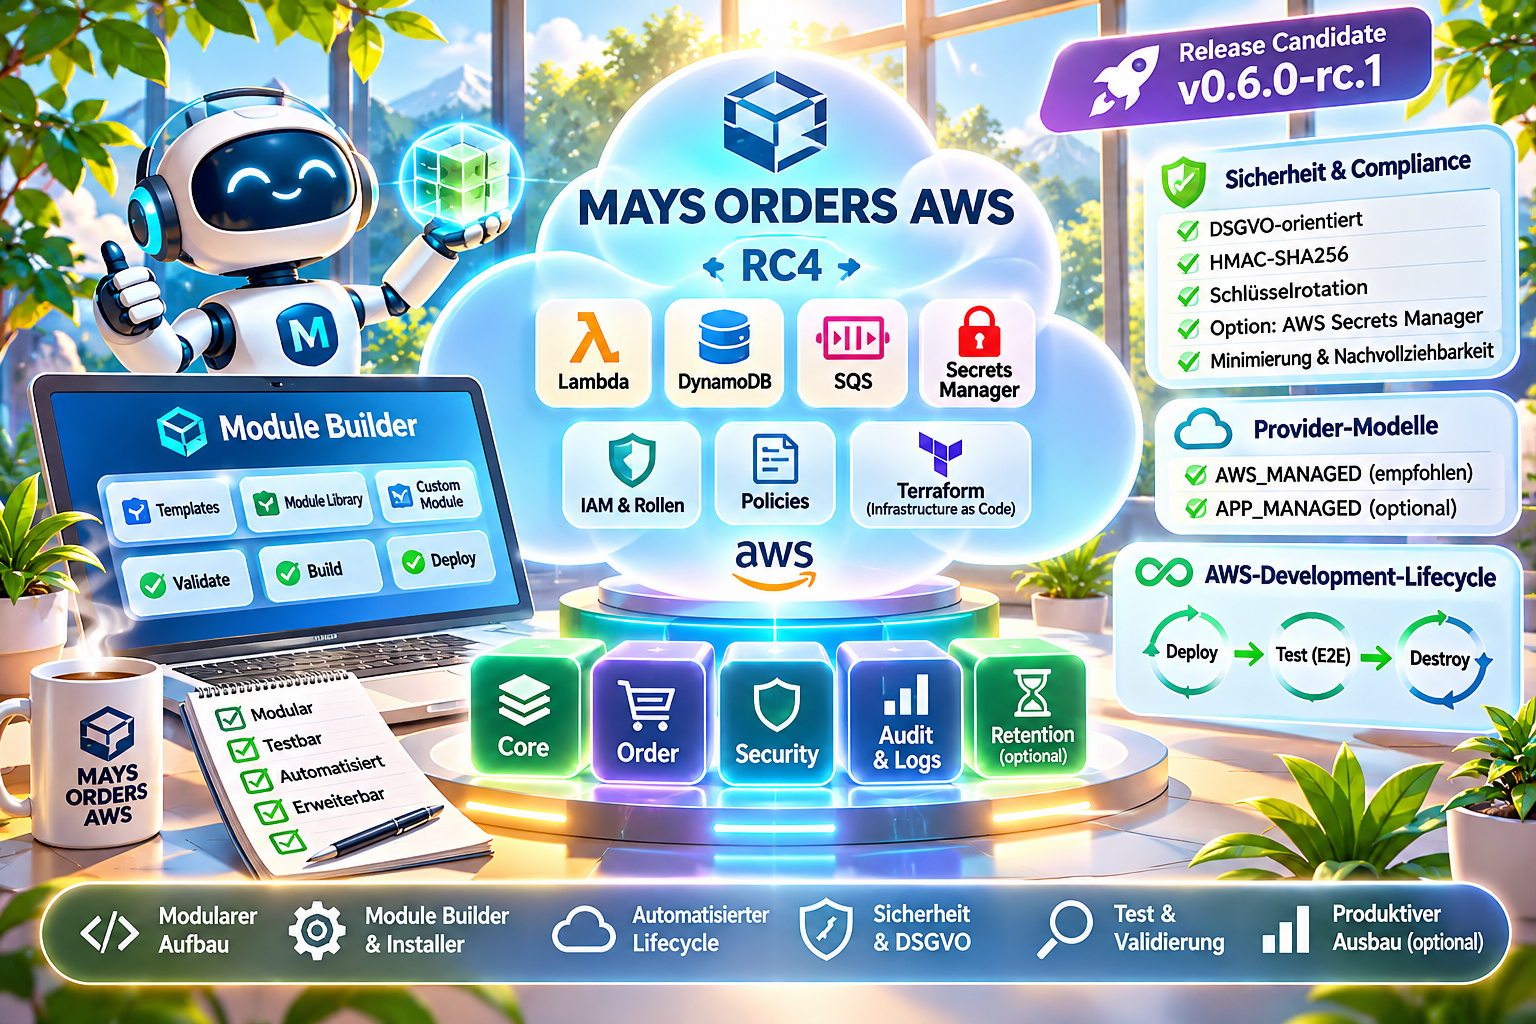 Release Candidate
v0.6.0-rc.1
MAYS ORDERS AWS
RC4
Lambda
DynamoDB
SQS
Secrets
Manager
IAM & Rollen
Policies
Terraform
(Infrastructure as Code)
aws
M
Module Builder
Templates
Module Library
Custom
Module
Validate
Build
Deploy
Sicherheit & Compliance
DSGVO-orientiert
HMAC-SHA256
Schlüsselrotation
Option: AWS Secrets Manager
Minimierung & Nachvollziehbarkeit
Provider-Modelle
AWS_MANAGED (empfohlen)
APP_MANAGED (optional)
AWS-Development-Lifecycle
Deploy
Test (E2E)
Destroy
Core
Order
Security
Audit
& Logs
Retention
(optional)
MAYS
ORDERS
AWS
Modular
Testbar
Automatisiert
Erweiterbar
Modularer
Aufbau
Module Builder
& Installer
Automatisierter
Lifecycle
Sicherheit
& DSGVO
Test &
Validierung
Produktiver
Ausbau (optional)